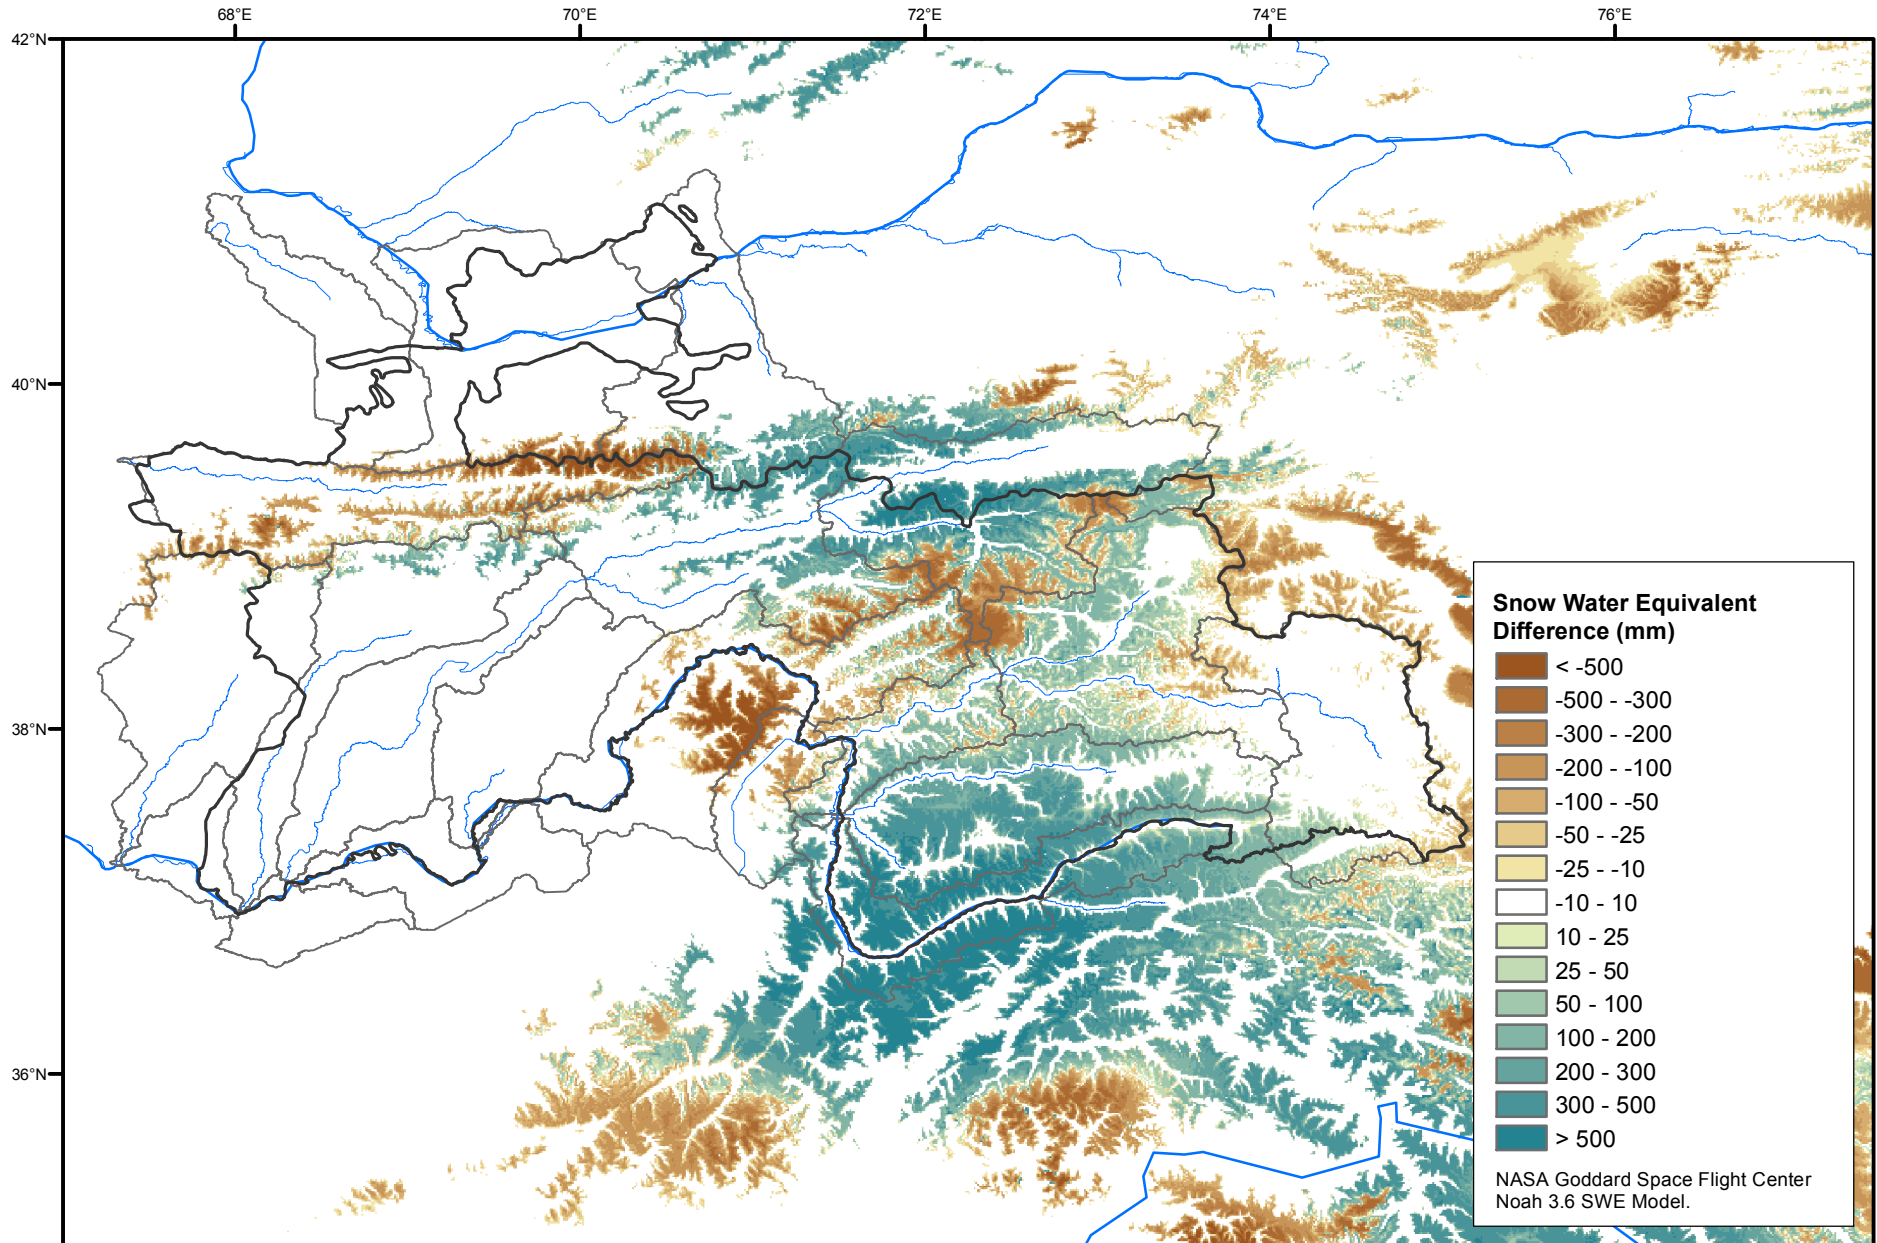 68°E 70°E 72°E 74°E 76°E
42°N
40°N
38°N
36°N
Snow Water Equivalent
Difference (mm)
< -500
-500 - -300
-300 - -200
-200 - -100
-100 - -50
-50 - -25
-25 - -10
-10 - 10
10 - 25
25 - 50
50 - 100
100 - 200
200 - 300
300 - 500
> 500
NASA Goddard Space Flight Center
Noah 3.6 SWE Model.